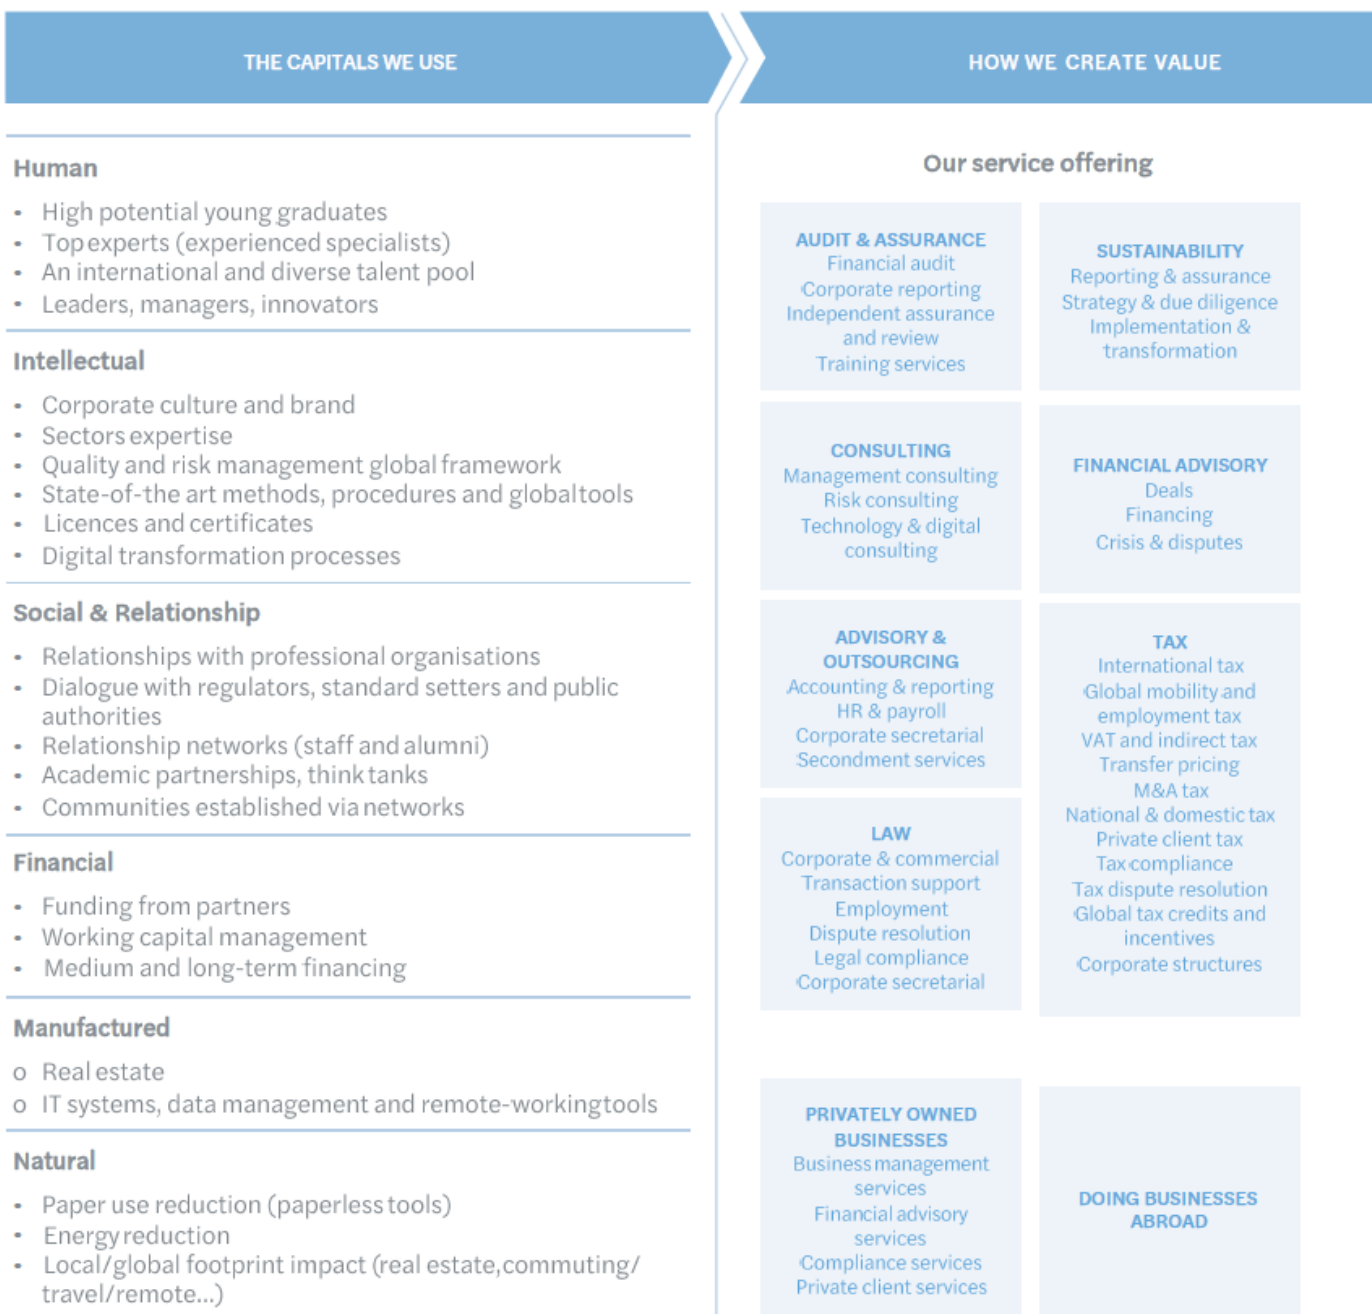 THE CAPITALS WE USE
HOW WE CREATE VALUE
Human
• High potential young graduates
• Top experts (experienced specialists)
• An international and diverse talent pool
• Leaders, managers, innovators
Intellectual
• Corporate culture and brand
• Sectors expertise
• Quality and risk management global framework
• State-of-the art methods, procedures and global tools
• Licences and certificates
• Digital transformation processes
Social & Relationship
• Relationships with professional organisations
• Dialogue with regulators, standard setters and public
authorities
• Relationship networks (staff and alumni)
• Academic partnerships, think tanks
• Communities established via networks
Financial
• Funding from partners
• Working capital management
• Medium and long-term financing
Manufactured
o Real estate
o IT systems, data management and remote-working tools
Natural
• Paper use reduction (paperless tools)
• Energy reduction
• Local/global footprint impact (real estate, commuting/
travel/remote...)
Our service offering
AUDIT & ASSURANCE
Financial audit
Corporate reporting
Independent assurance
and review
Training services
SUSTAINABILITY
Reporting & assurance
Strategy & due diligence
Implementation &
transformation
CONSULTING
Management consulting
Risk consulting
Technology & digital
consulting
FINANCIAL ADVISORY
Deals
Financing
Crisis & disputes
ADVISORY &
OUTSOURCING
Accounting & reporting
HR & payroll
Corporate secretarial
Secondment services
TAX
International tax
Global mobility and
employment tax
VAT and indirect tax
Transfer pricing
M&A tax
National & domestic tax
Private client tax
Tax compliance
Tax dispute resolution
Global tax credits and
incentives
Corporate structures
LAW
Corporate & commercial
Transaction support
Employment
Dispute resolution
Legal compliance
Corporate secretarial
PRIVATELY OWNED
BUSINESSES
Business management
services
Financial advisory
services
Compliance services
Private client services
DOING BUSINESSES
ABROAD